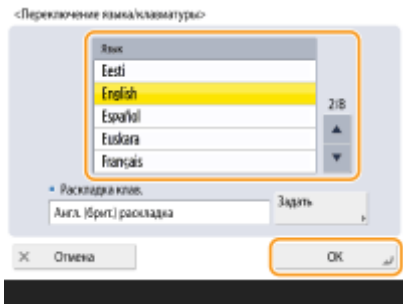 <Переключение языка/клавиатуры>
Язык
Eesti
English
Español
Euskara
Français
2/8
Раскладка клав.
Англ. (брит.) раскладка
Задать
Отмена
OK